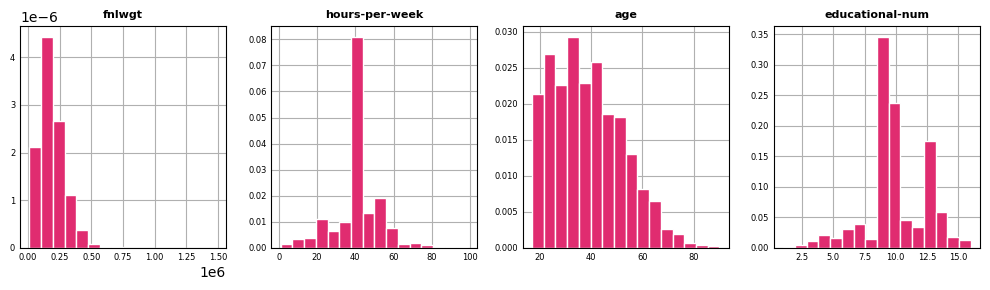 fnlwgt
1e−6
4
3
2
1
0
0.00 0.25 0.50 0.75 1.00 1.25 1.50
1e6
hours-per-week
0.08
0.07
0.06
0.05
0.04
0.03
0.02
0.01
0.00
0 20 40 60 80 100
age
0.030
0.025
0.020
0.015
0.010
0.005
0.000
20 40 60 80
educational-num
0.35
0.30
0.25
0.20
0.15
0.10
0.05
0.00
2.5 5.0 7.5 10.0 12.5 15.0